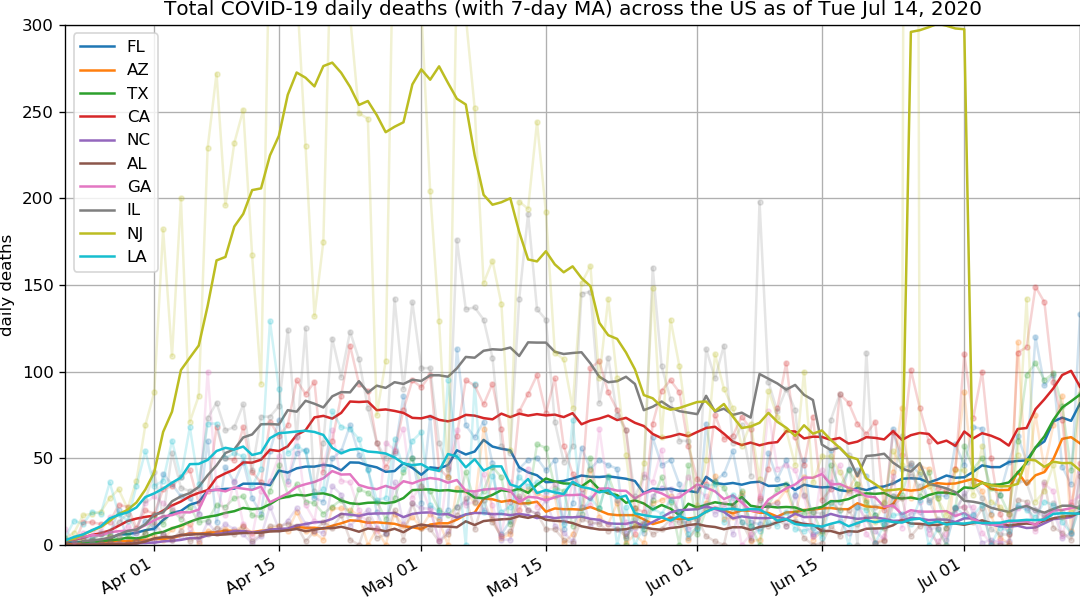 Total COVID-19 daily deaths (with 7-day MA) across the US as of Tue Jul 14, 2020
300
250
200
150
100
50
0
daily deaths
FL
AZ
TX
CA
NC
AL
GA
IL
NJ
LA
Apr 01
Apr 15
May 01
May 15
Jun 01
Jun 15
Jul 01